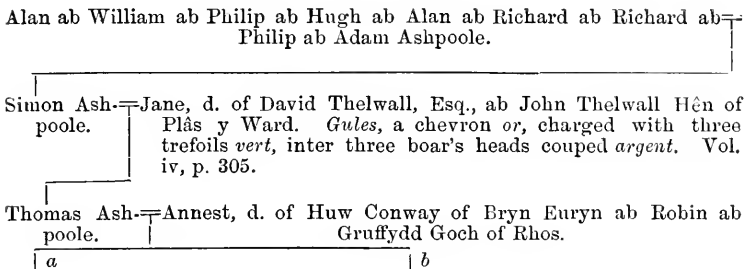 Alan ab William ab Philip ab Hugh ab Alan ab Richard ab Richard ab
Philip ab Adam Ashpoole.
Simon Ash-Jane, d. of David Thelwall, Esq., ab John Thelwall Hên of
poole. Plâs y Ward. Gules, a chevron or, charged with three
trefoils vert, inter three boar's heads couped argent. Vol.
iv, p. 305.
Thomas Ash-Annest, d. of Huw Conway of Bryn Euryn ab Robin ab
poole. Gruffydd Goch of Rhos.
a b